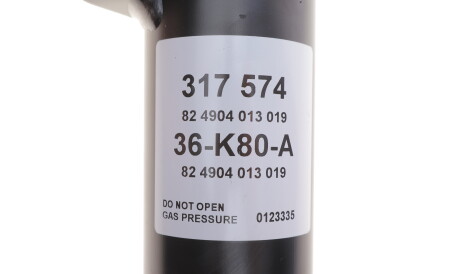 317 574
82 4904 013 019
36-K80-A
82 4904 013 019
DO NOT OPEN
GAS PRESSURE 0123335